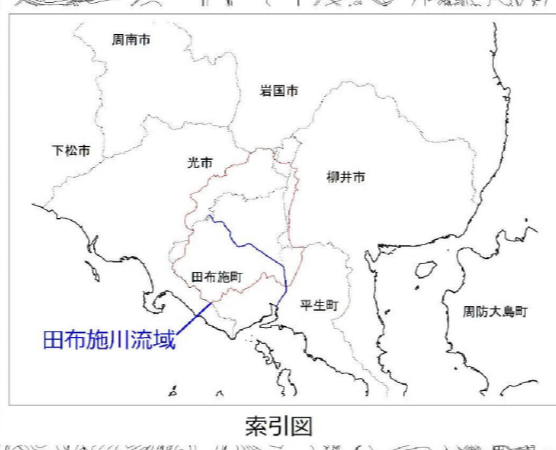 周南市
岩国市
下松市
光市
柳井市
田布施町
平生町
周防大島町
田布施川流域
索引図